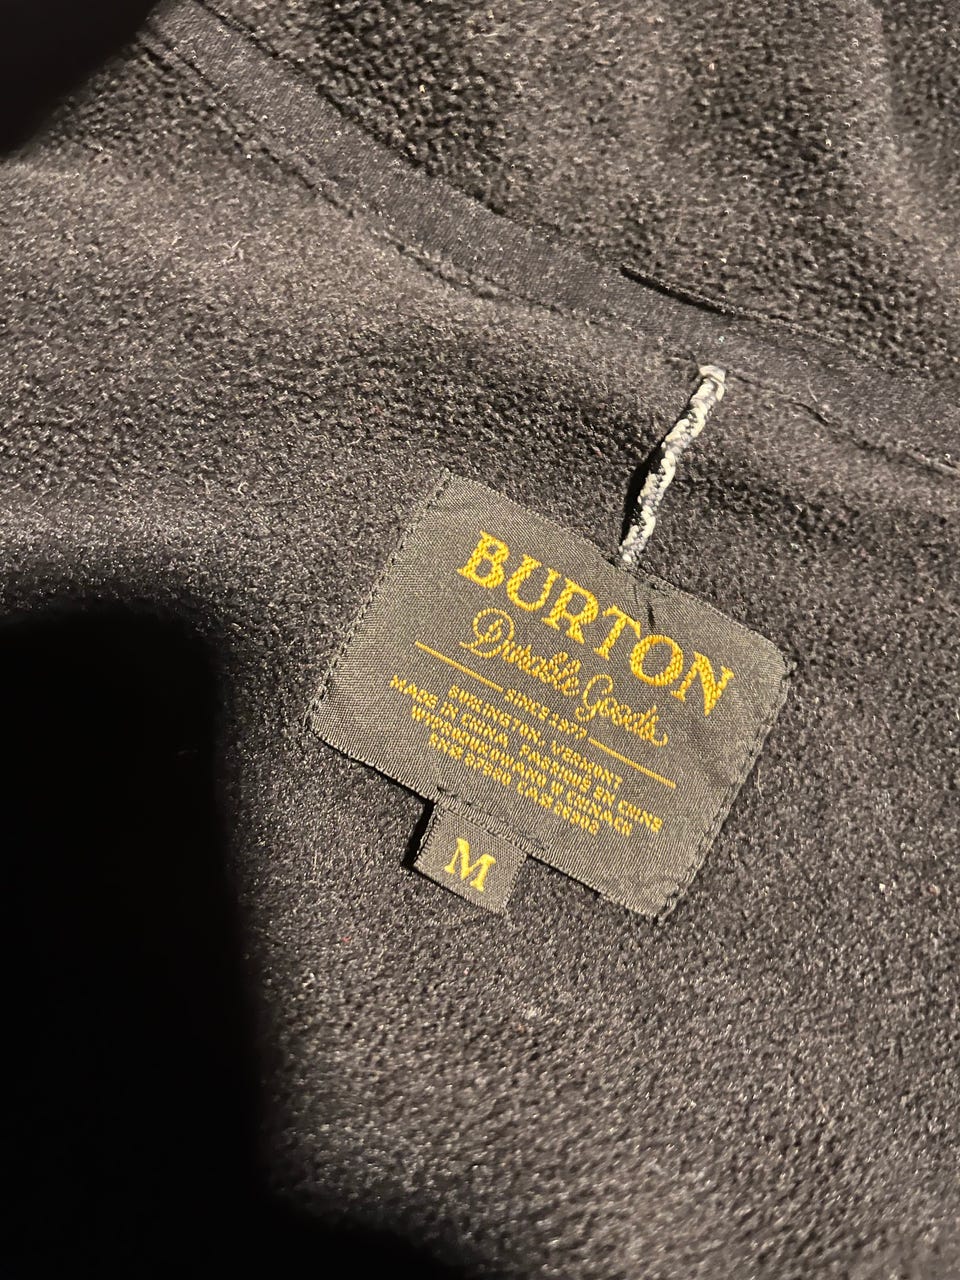 BURTON
Durable Goods
SINCE 1977
BURLINGTON, VERMONT
MADE IN CHINA, FABRIQUÉ EN CHINE
M